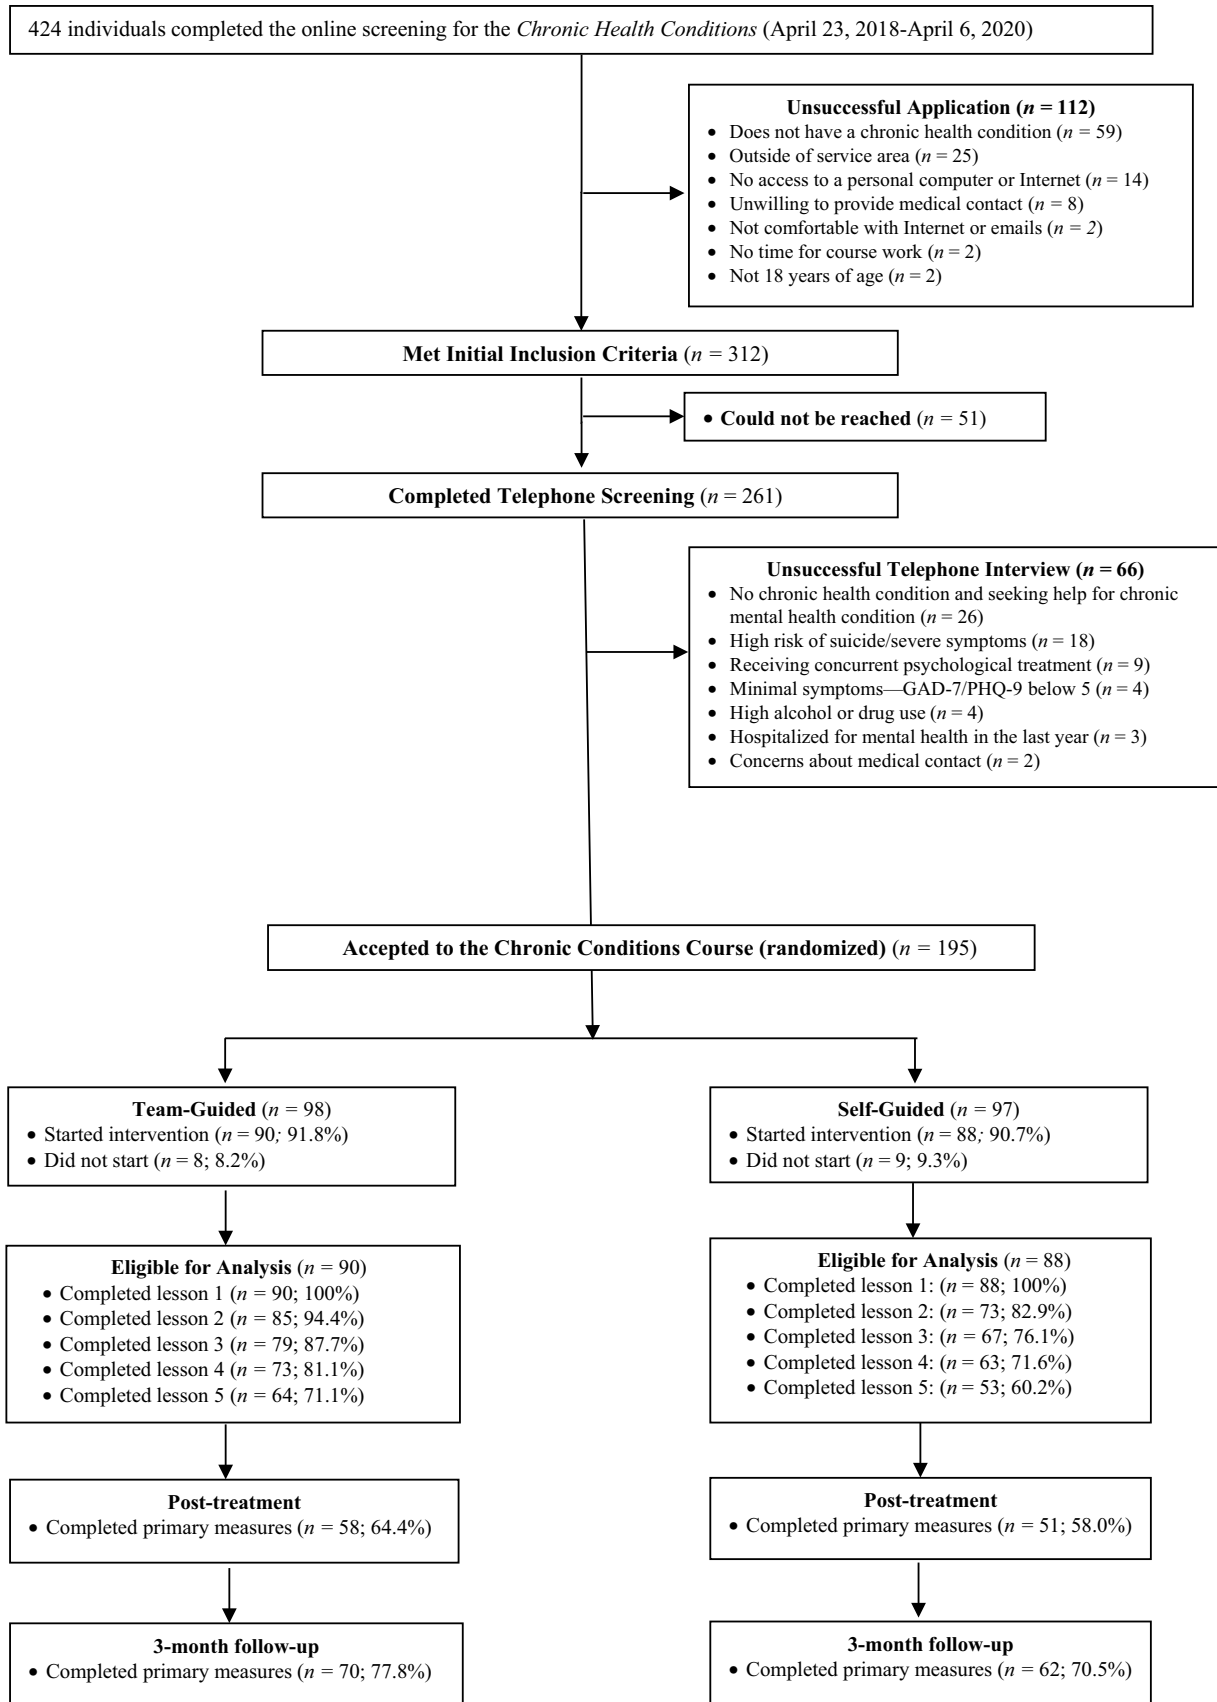 424 individuals completed the online screening for the Chronic Health Conditions (April 23, 2018-April 6, 2020)
Unsuccessful Application (n = 112)
• Does not have a chronic health condition (n = 59)
• Outside of service area (n = 25)
• No access to a personal computer or Internet (n = 14)
• Unwilling to provide medical contact (n = 8)
• Not comfortable with Internet or emails (n = 2)
• No time for course work (n = 2)
• Not 18 years of age (n = 2)
Met Initial Inclusion Criteria (n = 312)
• Could not be reached (n = 51)
Completed Telephone Screening (n = 261)
Unsuccessful Telephone Interview (n = 66)
• No chronic health condition and seeking help for chronic
mental health condition (n = 26)
• High risk of suicide/severe symptoms (n = 18)
• Receiving concurrent psychological treatment (n = 9)
• Minimal symptoms—GAD-7/PHQ-9 below 5 (n = 4)
• High alcohol or drug use (n = 4)
• Hospitalized for mental health in the last year (n = 3)
• Concerns about medical contact (n = 2)
Accepted to the Chronic Conditions Course (randomized) (n = 195)
Team-Guided (n = 98)
• Started intervention (n = 90; 91.8%)
• Did not start (n = 8; 8.2%)
Self-Guided (n = 97)
• Started intervention (n = 88; 90.7%)
• Did not start (n = 9; 9.3%)
Eligible for Analysis (n = 90)
• Completed lesson 1 (n = 90; 100%)
• Completed lesson 2 (n = 85; 94.4%)
• Completed lesson 3 (n = 79; 87.7%)
• Completed lesson 4 (n = 73; 81.1%)
• Completed lesson 5 (n = 64; 71.1%)
Eligible for Analysis (n = 88)
• Completed lesson 1: (n = 88; 100%)
• Completed lesson 2: (n = 73; 82.9%)
• Completed lesson 3: (n = 67; 76.1%)
• Completed lesson 4: (n = 63; 71.6%)
• Completed lesson 5: (n = 53; 60.2%)
Post-treatment
• Completed primary measures (n = 58; 64.4%)
Post-treatment
• Completed primary measures (n = 51; 58.0%)
3-month follow-up
• Completed primary measures (n = 70; 77.8%)
3-month follow-up
• Completed primary measures (n = 62; 70.5%)